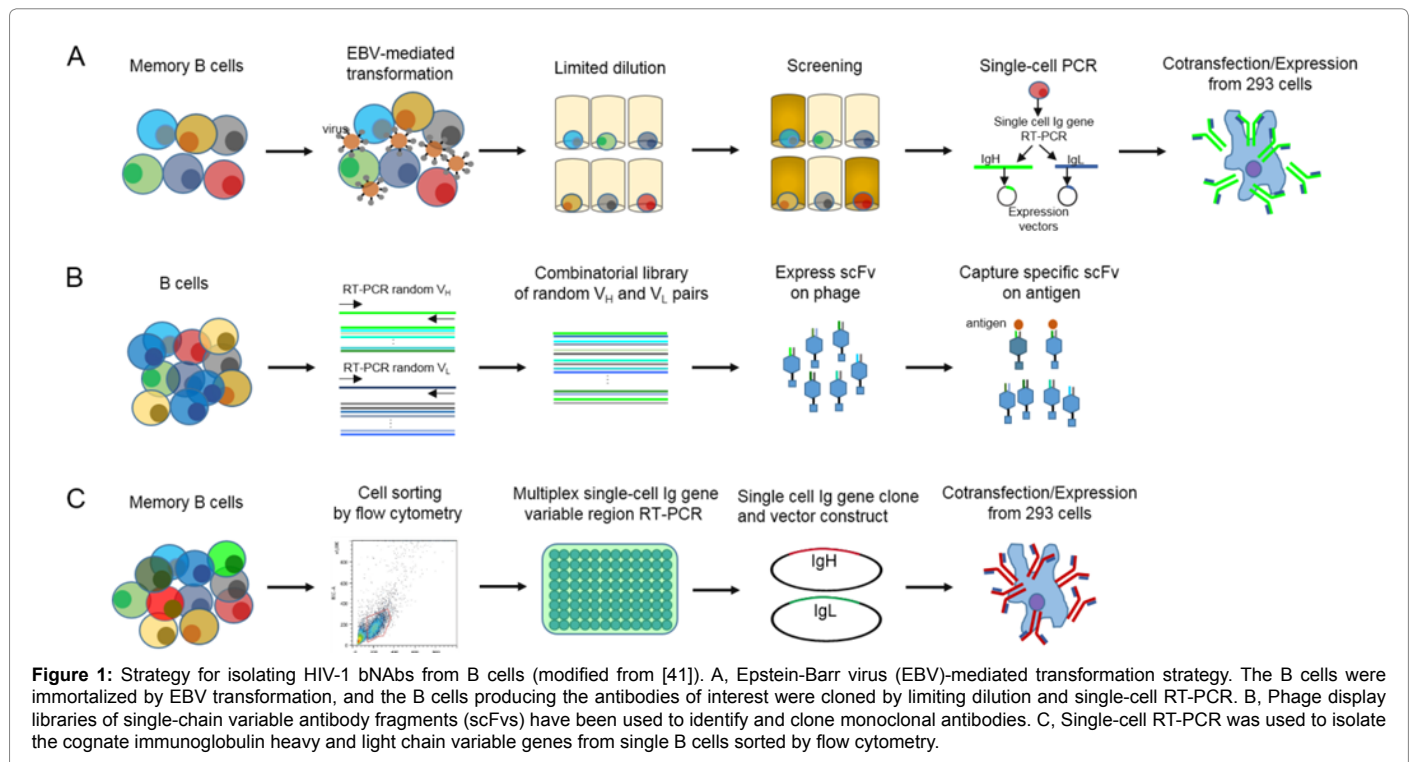 A
Memory B cells
EBV-mediated
transformation
virus
Limited dilution
Screening
Single-cell PCR
Single cell Ig gene
RT-PCR
IgH
IgL
Expression
vectors
Cotransfection/Expression
from 293 cells
B
B cells
RT-PCR random VH
RT-PCR random VL
Combinatorial library
of random VH and VL pairs
Express scFv
on phage
Capture specific scFv
on antigen
antigen
C
Memory B cells
Cell sorting
by flow cytometry
Multiplex single-cell Ig gene
variable region RT-PCR
Single cell Ig gene clone
and vector construct
IgH
IgL
Cotransfection/Expression
from 293 cells
Figure 1: Strategy for isolating HIV-1 bNAbs from B cells (modified from [41]). A, Epstein-Barr virus (EBV)-mediated transformation strategy. The B cells were
immortalized by EBV transformation, and the B cells producing the antibodies of interest were cloned by limiting dilution and single-cell RT-PCR. B, Phage display
libraries of single-chain variable antibody fragments (scFvs) have been used to identify and clone monoclonal antibodies. C, Single-cell RT-PCR was used to isolate
the cognate immunoglobulin heavy and light chain variable genes from single B cells sorted by flow cytometry.